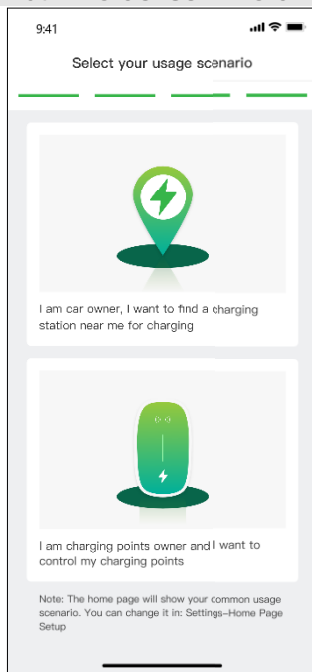 9:41
Select your usage scenario
I am car owner, I want to find a charging
station near me for charging
I am charging points owner and I want to
control my charging points
Note: The home page will show your common usage
scenario. You can change it in: Settings-Home Page
Setup